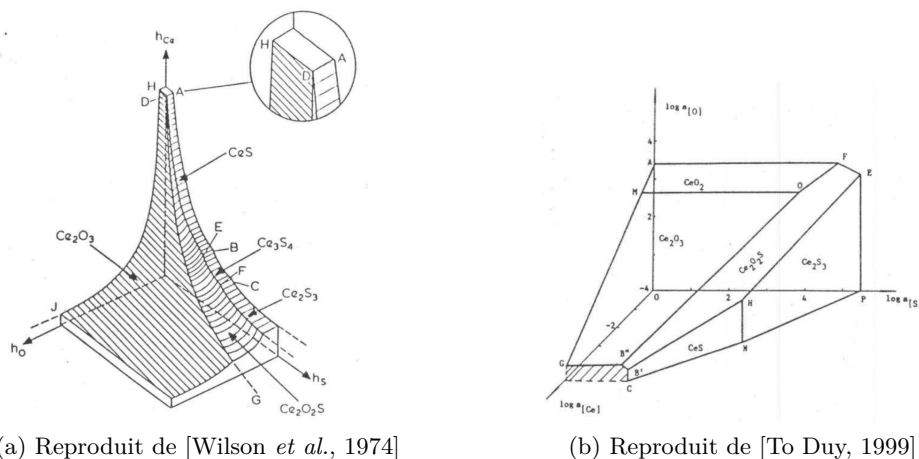 h_Ce
H
D
A
H
A
D
CeS
E
B
Ce₃S₄
F
C
Ce₂O₃
Ce₂S₃
J
h_O
h_S
G
Ce₂O₂S
log a[O]
4
A
F
E
M
CeO₂
O
2
Ce₂O₃
Ce₂O₂S
Ce₂S₃
-4
0
2
4
P
log a[S
H
-2
N
G
B"
CeS
B'
C
log a[Ce]
(a) Reproduit de [Wilson et al., 1974]
(b) Reproduit de [To Duy, 1999]